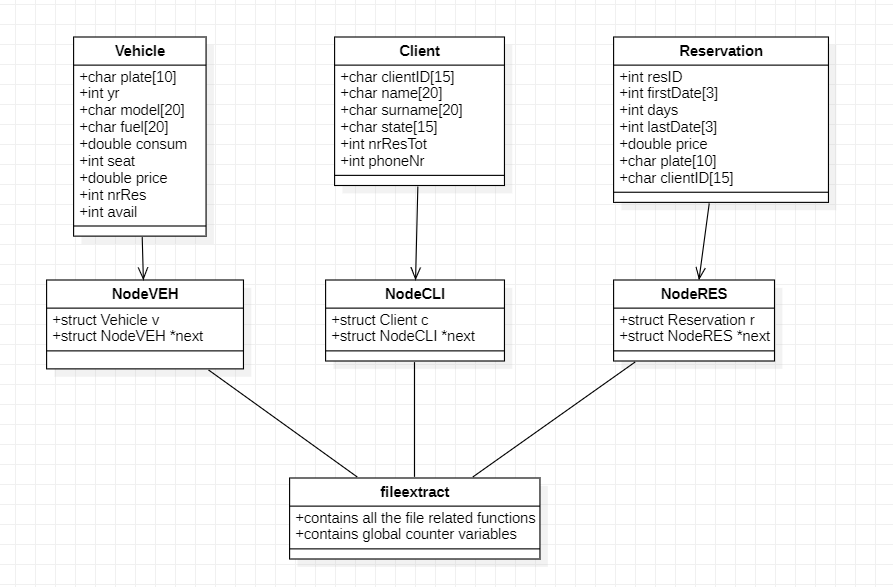 Vehicle
+char plate[10]
+int yr
+char model[20]
+char fuel[20]
+double consum
+int seat
+double price
+int nrRes
+int avail
Client
+char clientID[15]
+char name[20]
+char surname[20]
+char state[15]
+int nrResTot
+int phoneNr
Reservation
+int resID
+int firstDate[3]
+int days
+int lastDate[3]
+double price
+char plate[10]
+char clientID[15]
NodeVEH
+struct Vehicle v
+struct NodeVEH *next
NodeCLI
+struct Client c
+struct NodeCLI *next
NodeRES
+struct Reservation r
+struct NodeRES *next
fileextract
+contains all the file related functions
+contains global counter variables